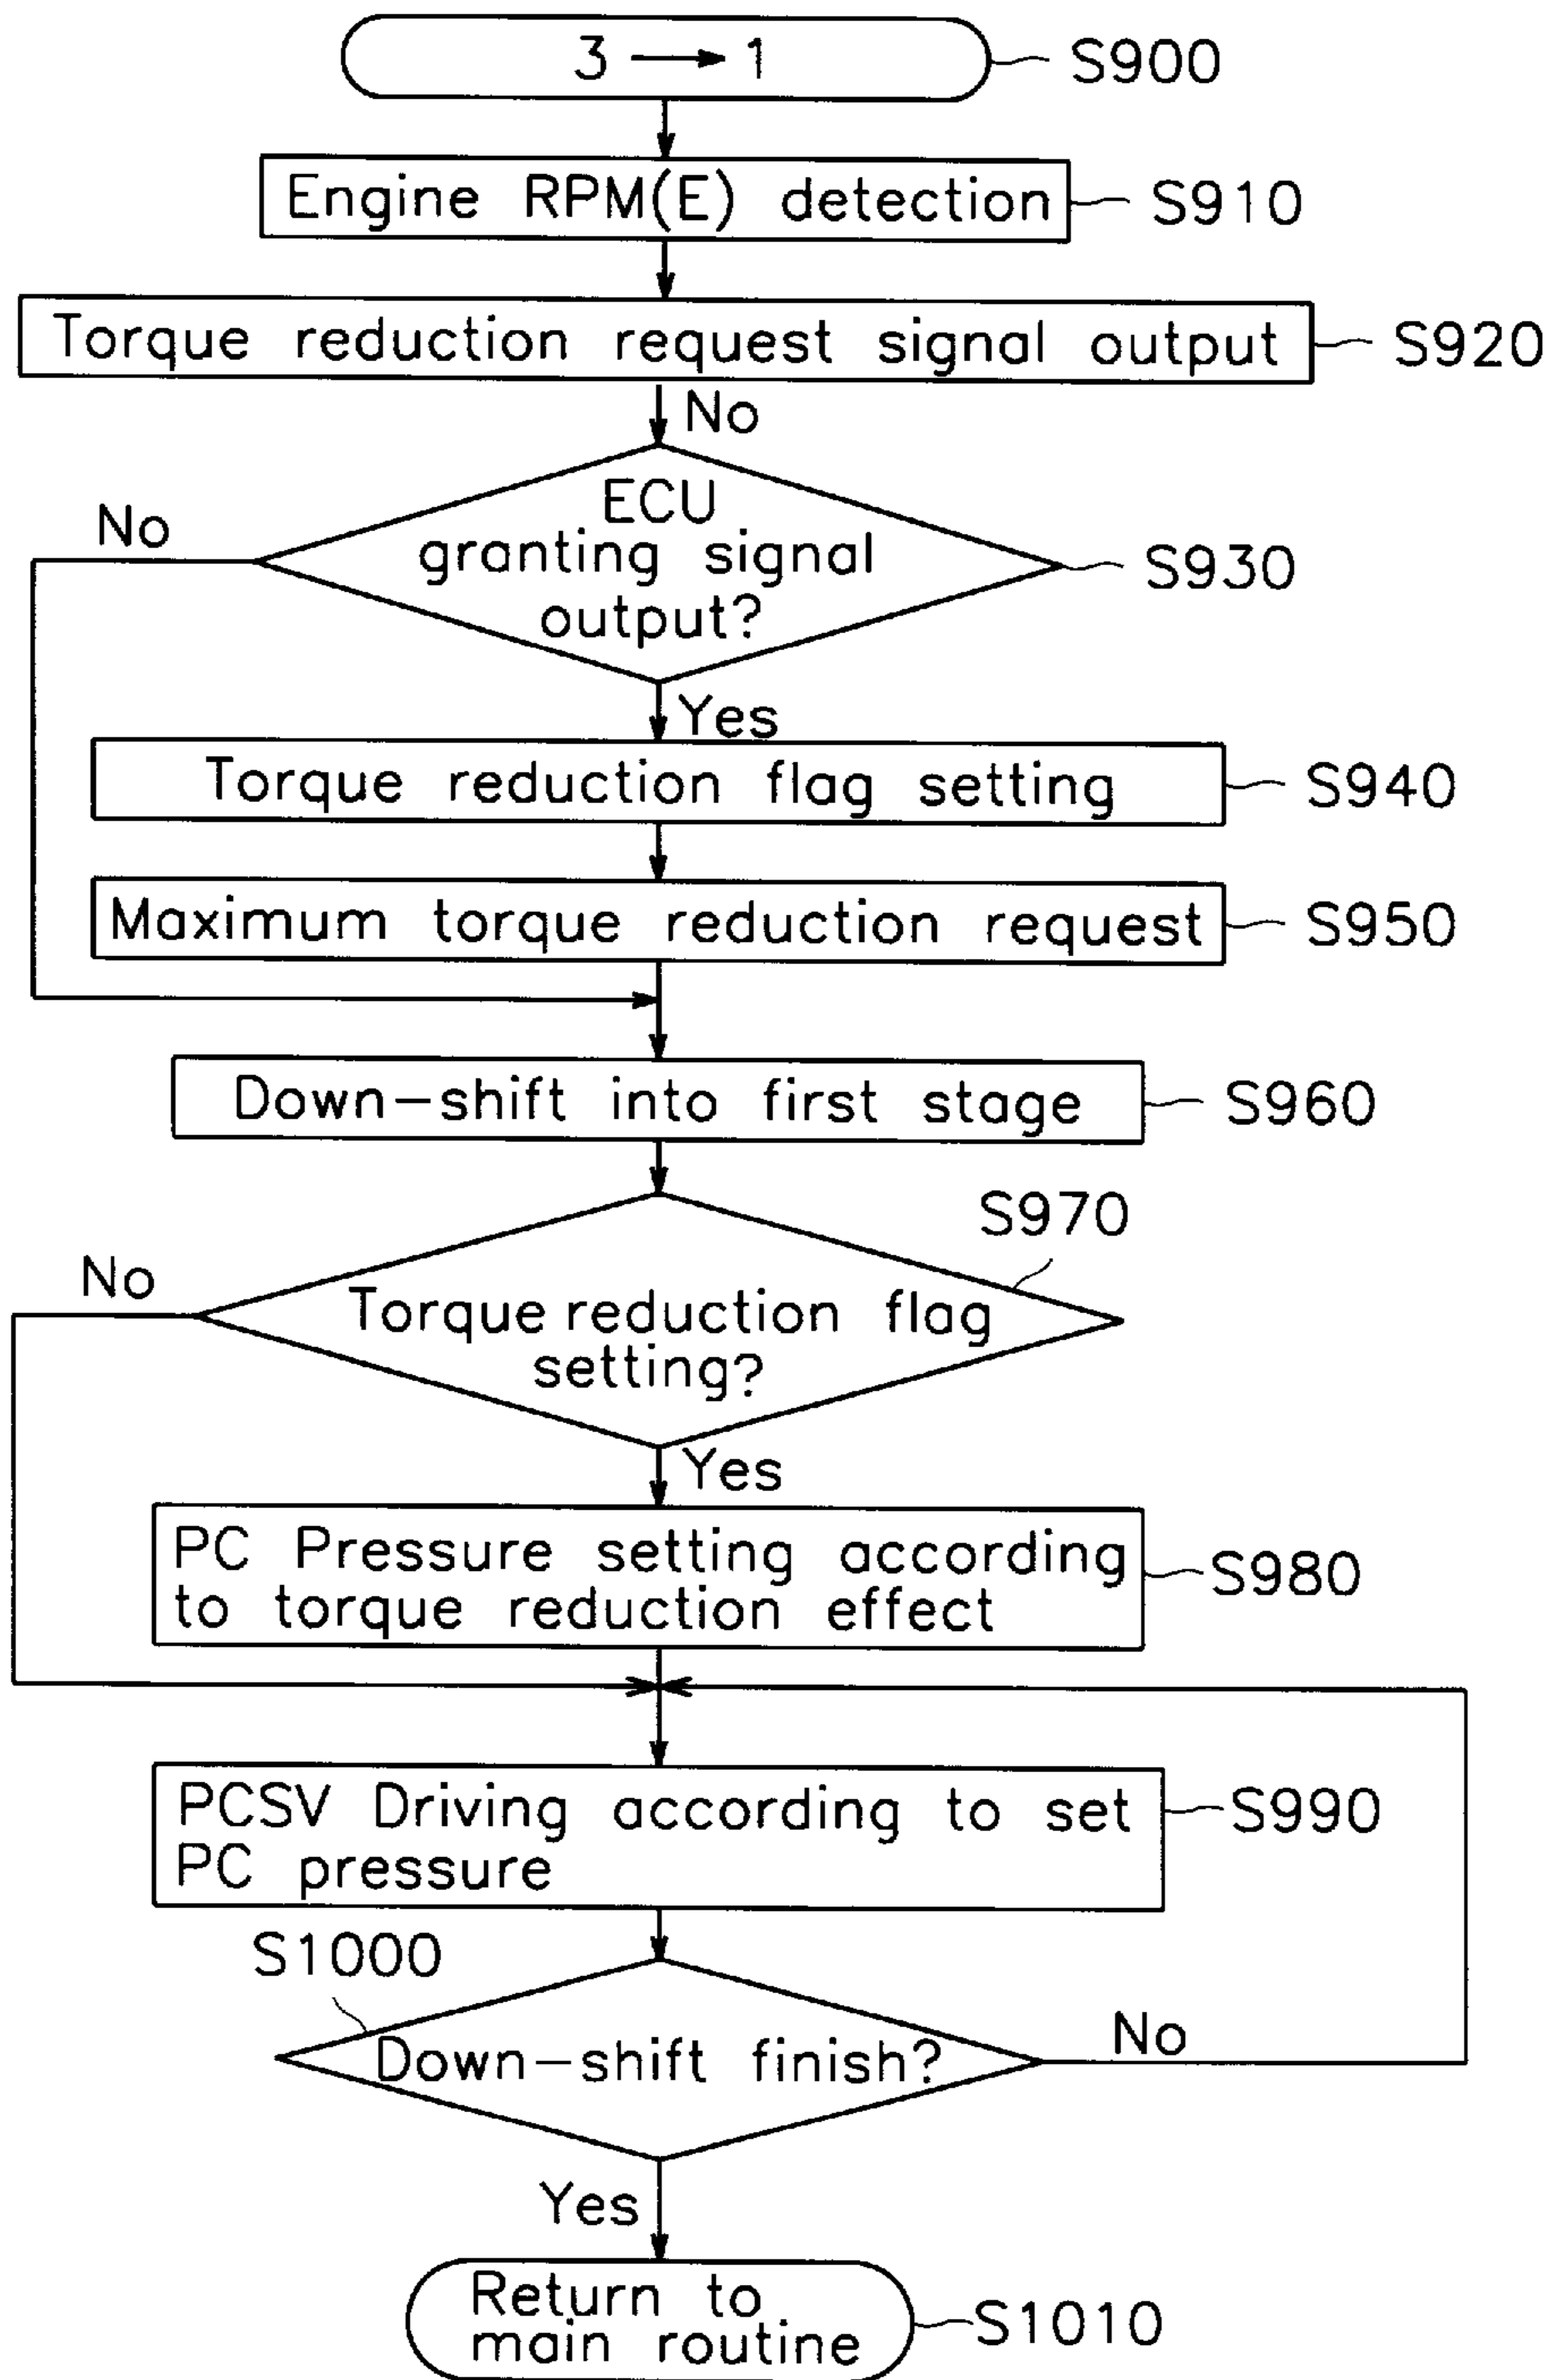 3 → 1
S900
Engine RPM(E) detection
S910
Torque reduction request signal output
S920
No
ECU
granting signal
output?
No
S930
Yes
Torque reduction flag setting
S940
Maximum torque reduction request
S950
Down-shift into first stage
S960
S970
No
Torque reduction flag
setting?
Yes
PC Pressure setting according
to torque reduction effect
S980
PCSV Driving according to set
PC pressure
S990
S1000
Down-shift finish?
No
Yes
Return to
main routine
S1010